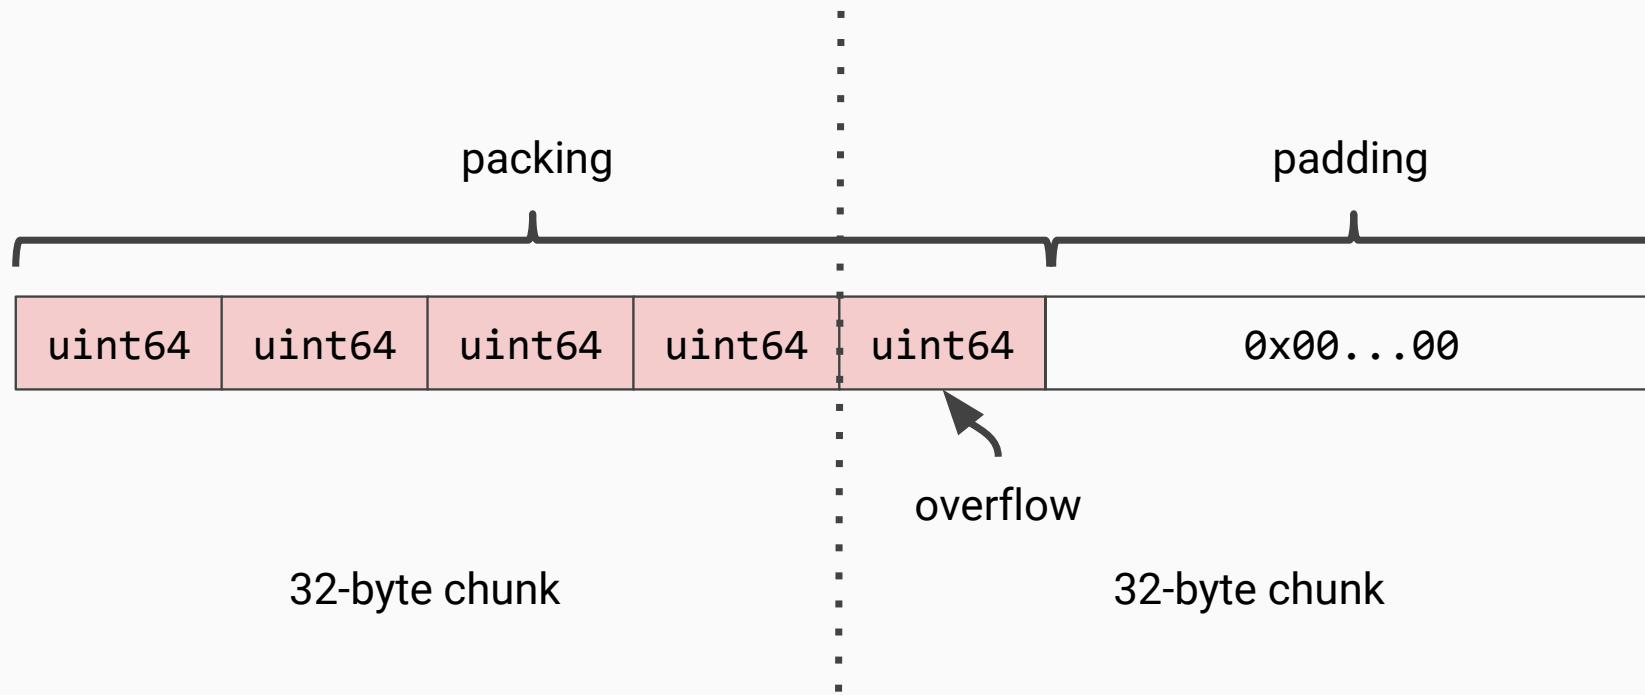 packing
padding
uint64
uint64
uint64
uint64
uint64
0x00...00
overflow
32-byte chunk
32-byte chunk